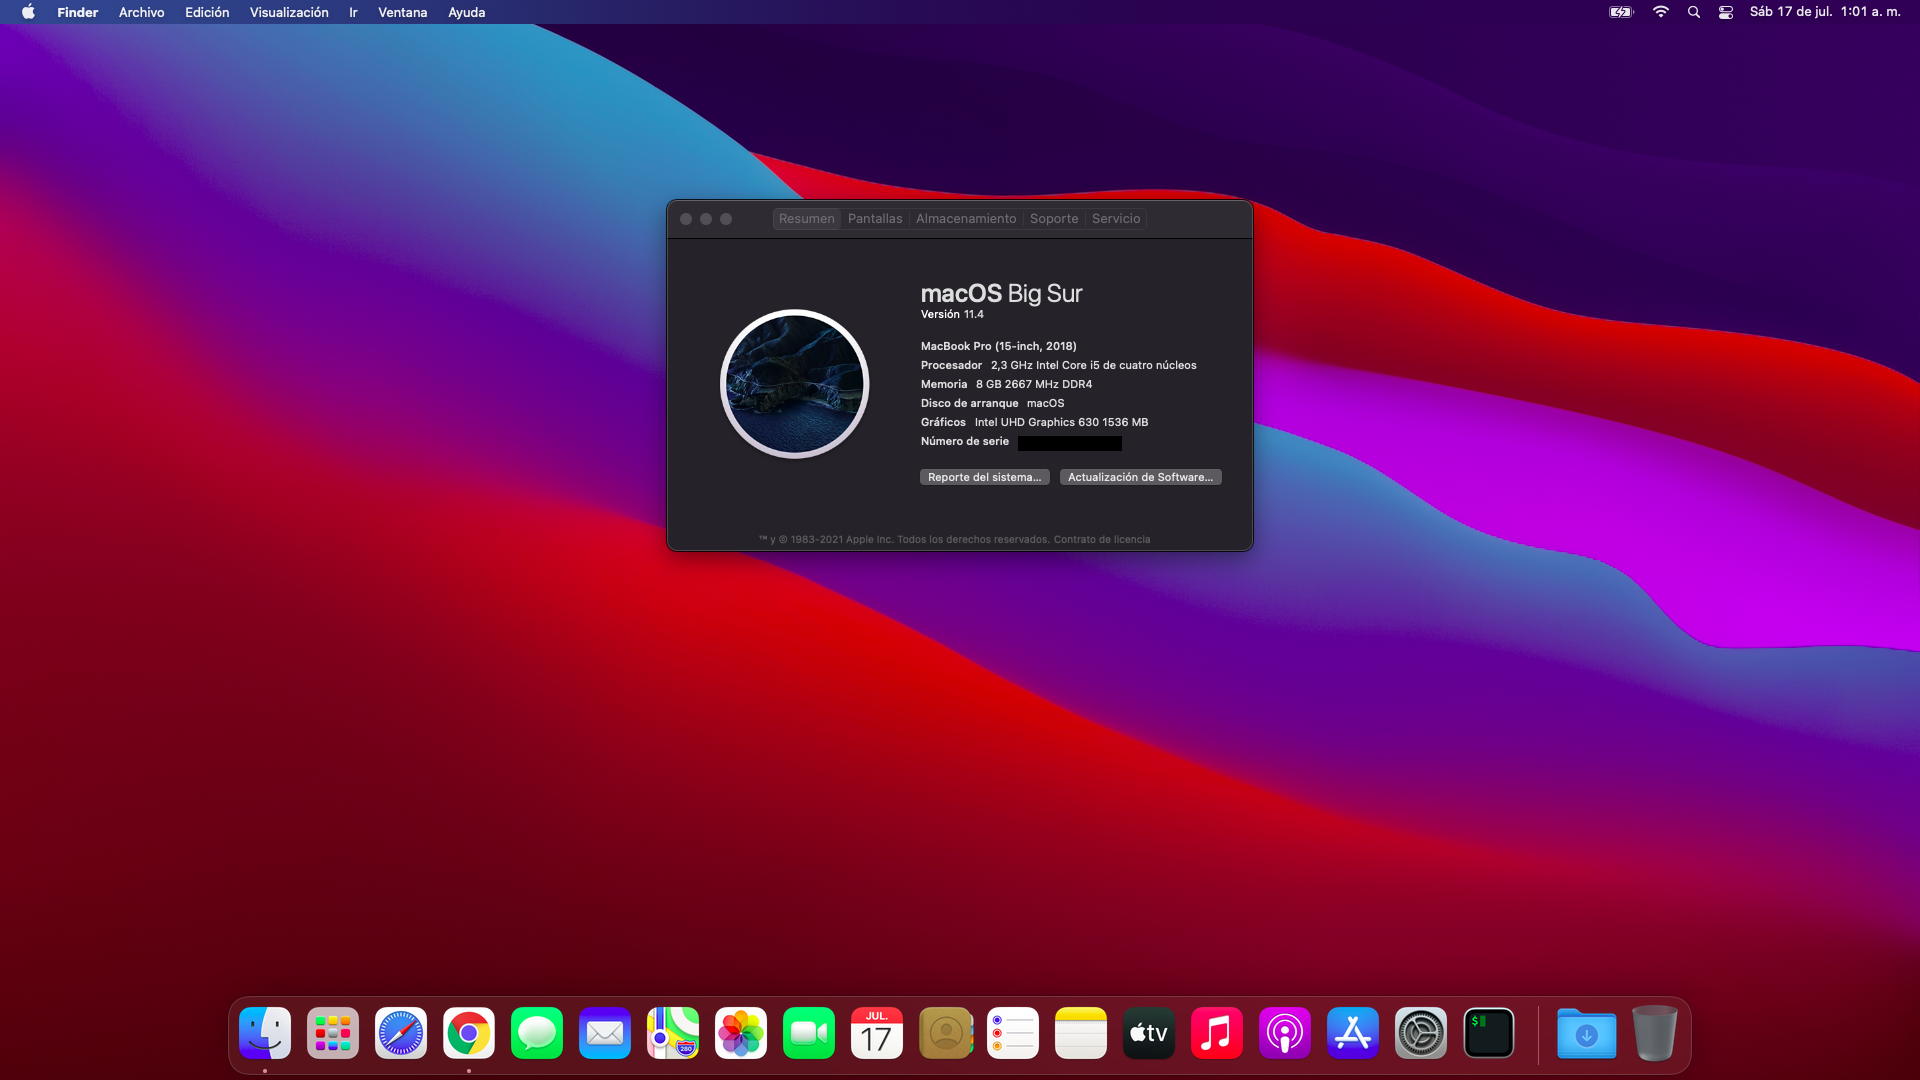 Finder Archivo Edición Visualización Ir Ventana Ayuda Sáb 17 de jul. 1:01 a. m.
Resumen Pantallas Almacenamiento Soporte Servicio
macOS Big Sur
Versión 11.4
MacBook Pro (15-inch, 2018)
Procesador 2,3 GHz Intel Core i5 de cuatro núcleos
Memoria 8 GB 2667 MHz DDR4
Disco de arranque macOS
Gráficos Intel UHD Graphics 630 1536 MB
Número de serie
Reporte del sistema... Actualización de Software...
™ y © 1983-2021 Apple Inc. Todos los derechos reservados. Contrato de licencia
280
JUL.
17
tv
$